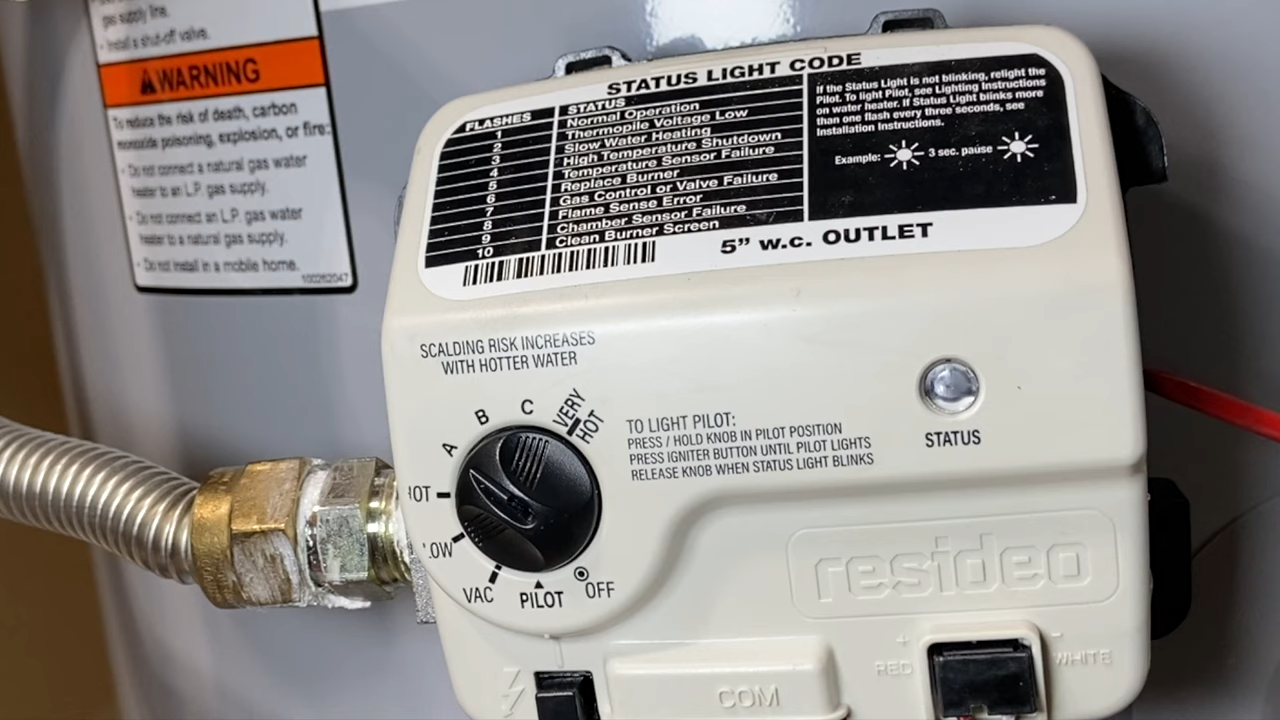 gas supply line.
• Install a shut-off valve.
WARNING
To reduce the risk of death, carbon
monoxide poisoning, explosion, or fire:
• Do not connect a natural gas water
heater to an L.P. gas supply.
• Do not connect an L.P. gas water
heater to a natural gas supply.
• Do not install in a mobile home.
100262047
STATUS LIGHT CODE
FLASHES STATUS
1 Normal Operation
2 Thermopile Voltage Low
3 Slow Water Heating
4 High Temperature Shutdown
5 Temperature Sensor Failure
6 Replace Burner
7 Gas Control or Valve Failure
8 Flame Sense Error
9 Chamber Sensor Failure
10 Clean Burner Screen
If the Status Light is not blinking, relight the
Pilot. To light Pilot, see Lighting Instructions
on water heater. If Status Light blinks more
than one flash every three seconds, see
Installation Instructions.
Example: 3 sec. pause
5" w.c. OUTLET
SCALDING RISK INCREASES
WITH HOTTER WATER
VERY
HOT
C
B
A
HOT
LOW
VAC
PILOT
OFF
TO LIGHT PILOT:
PRESS / HOLD KNOB IN PILOT POSITION
PRESS IGNITER BUTTON UNTIL PILOT LIGHTS
RELEASE KNOB WHEN STATUS LIGHT BLINKS
STATUS
resideo
+ -
RED WHITE
COM